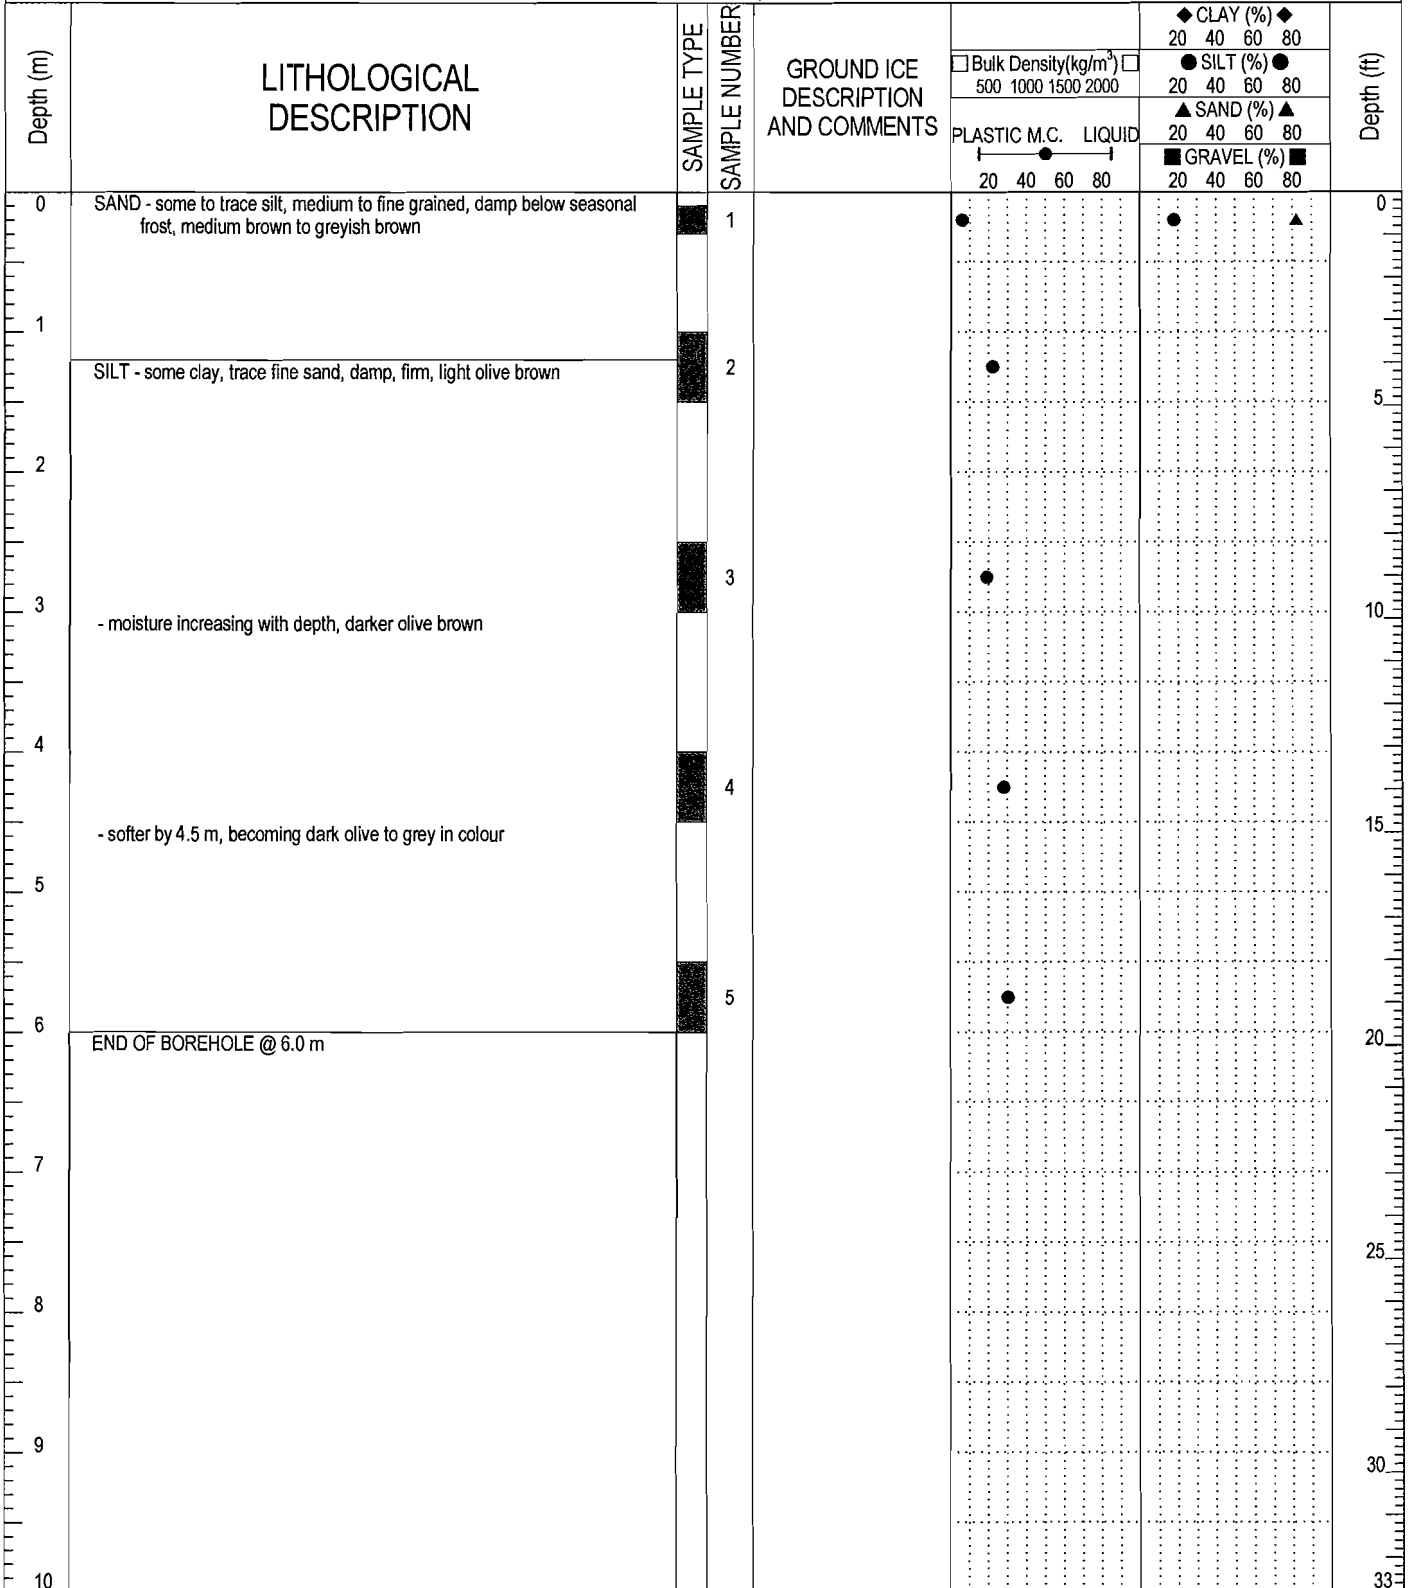 Depth (m)
LITHOLOGICAL
DESCRIPTION
SAMPLE TYPE
SAMPLE NUMBER
GROUND ICE
DESCRIPTION
AND COMMENTS
□ Bulk Density(kg/m³) □
500 1000 1500 2000
PLASTIC M.C. LIQUID
20 40 60 80
◆ CLAY (%) ◆
20 40 60 80
● SILT (%) ●
20 40 60 80
▲ SAND (%) ▲
20 40 60 80
■ GRAVEL (%) ■
20 40 60 80
Depth (ft)
0
SAND - some to trace silt, medium to fine grained, damp below seasonal
frost, medium brown to greyish brown
1
0
1
SILT - some clay, trace fine sand, damp, firm, light olive brown
2
5
2
3
3
- moisture increasing with depth, darker olive brown
10
4
4
- softer by 4.5 m, becoming dark olive to grey in colour
15
5
5
6
END OF BOREHOLE @ 6.0 m
20
7
25
8
9
30
10
33